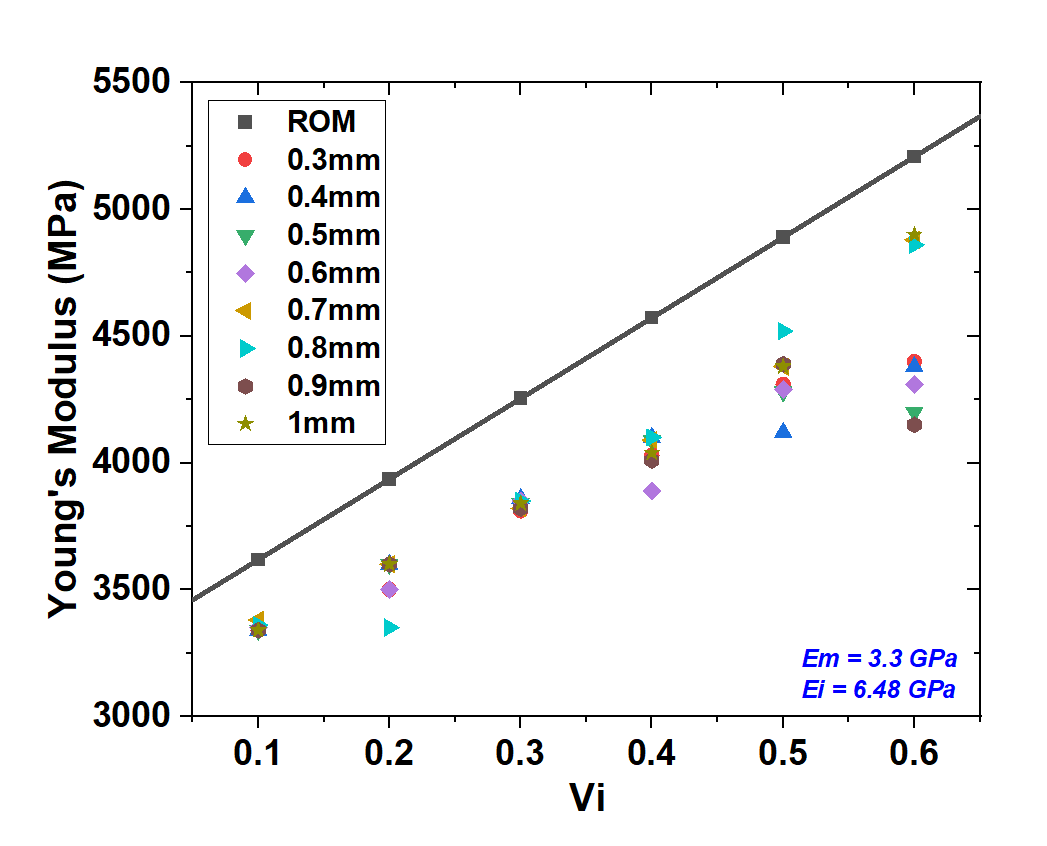 5500
5000
4500
4000
3500
3000
Young's Modulus (MPa)
ROM
0.3mm
0.4mm
0.5mm
0.6mm
0.7mm
0.8mm
0.9mm
1mm
Em = 3.3 GPa
Ei = 6.48 GPa
0.1 0.2 0.3 0.4 0.5 0.6
Vi